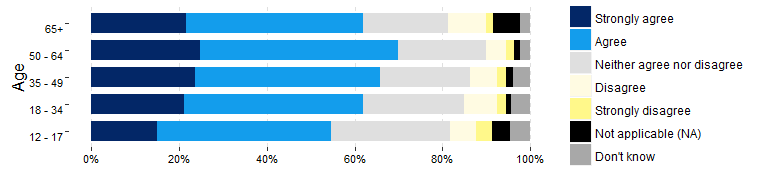 Age
65+
50 - 64
35 - 49
18 - 34
12 - 17
0% 20% 40% 60% 80% 100%
Strongly agree
Agree
Neither agree nor disagree
Disagree
Strongly disagree
Not applicable (NA)
Don't know